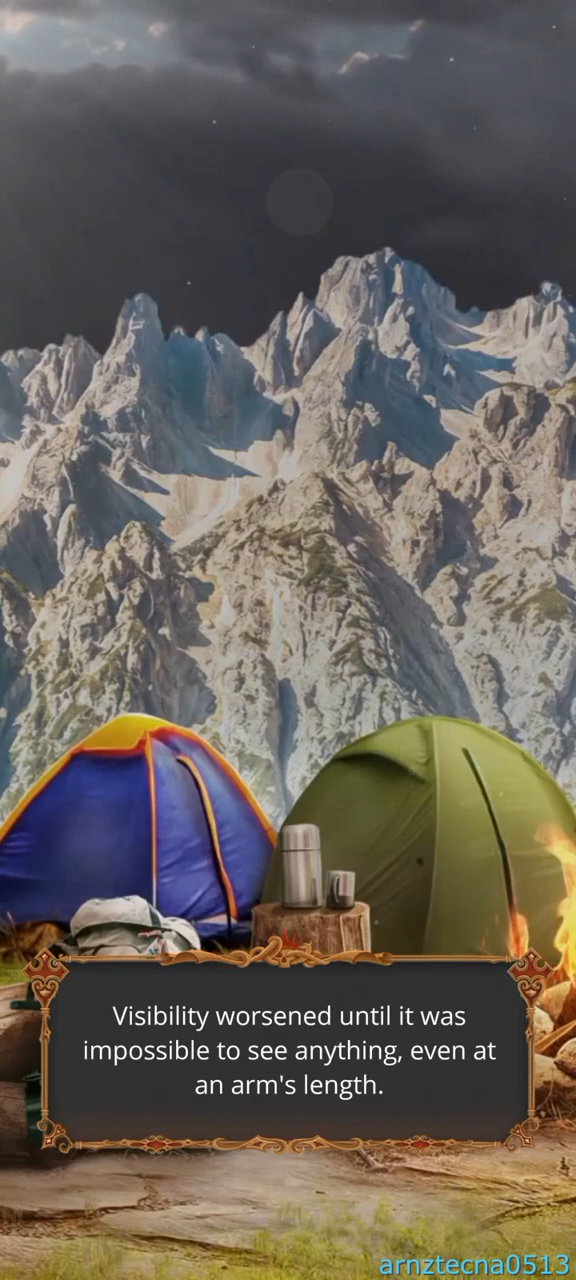 Visibility worsened until it was
impossible to see anything, even at
an arm's length.
arnztecna0513